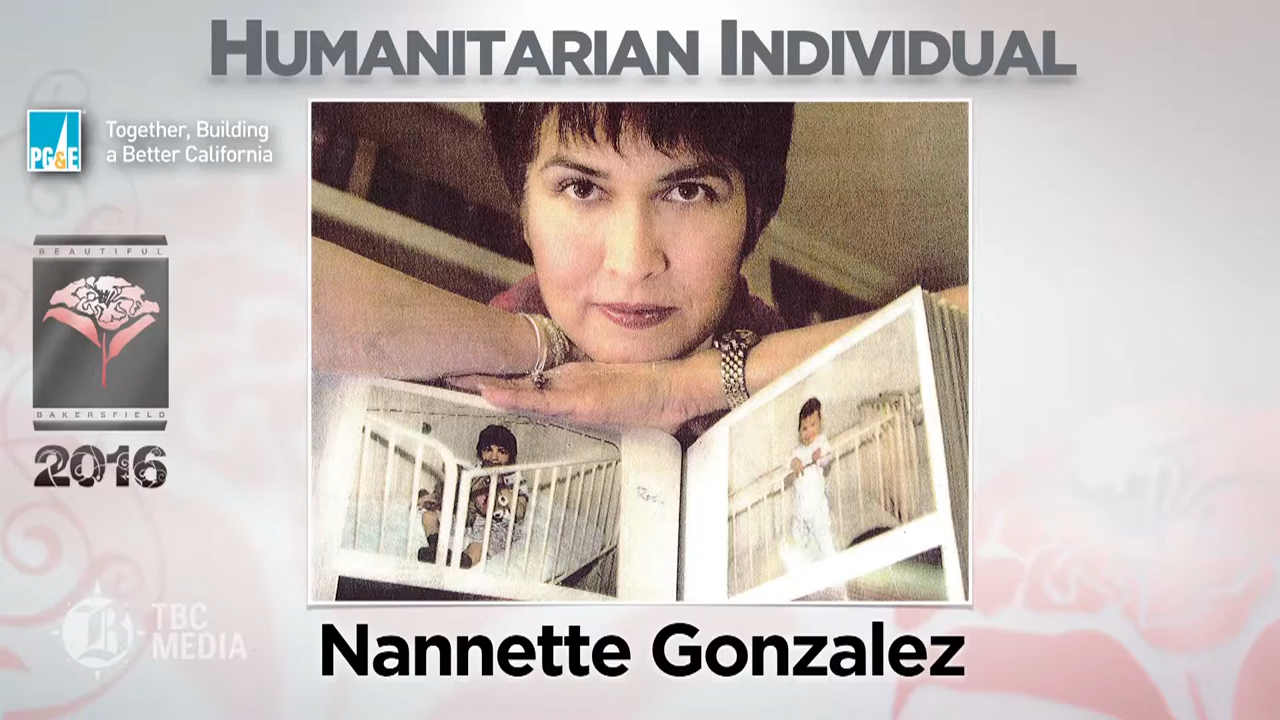 HUMANITARIAN INDIVIDUAL
PG&E
Together, Building
a Better California
BEAUTIFUL
BAKERSFIELD
2016
TBC
MEDIA
Nannette Gonzalez